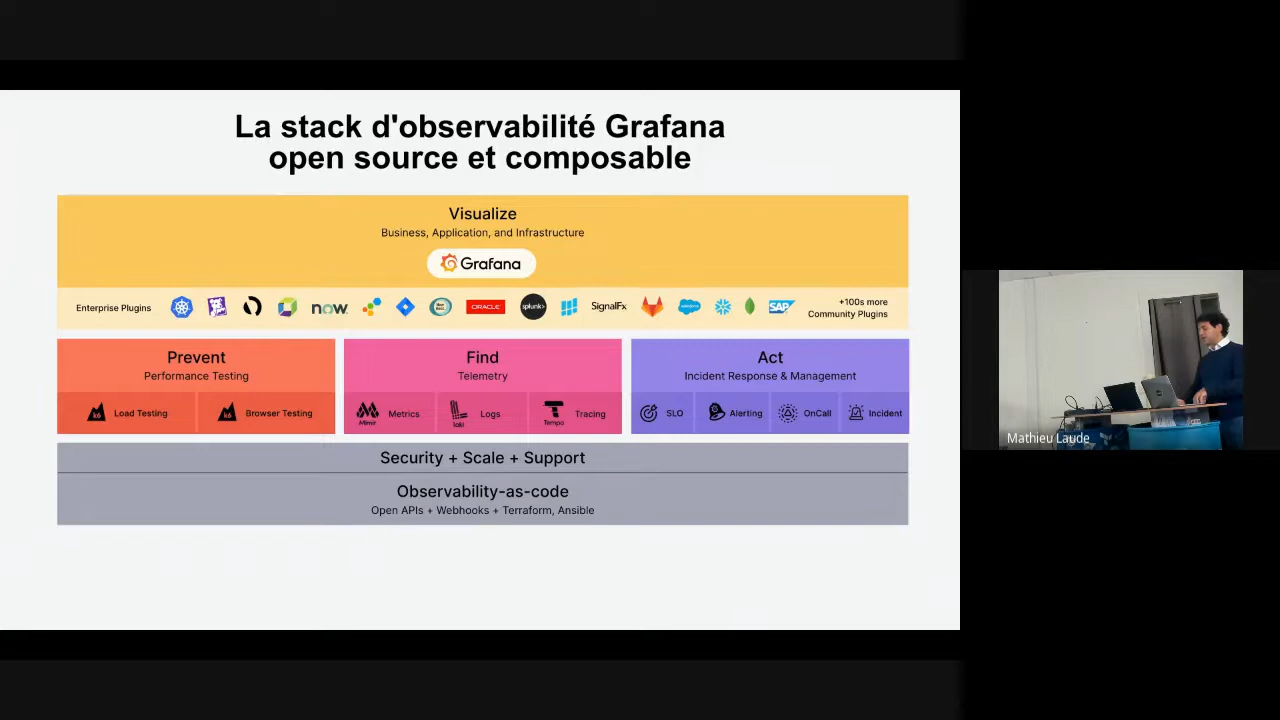 La stack d'observabilité Grafana
open source et composable
Visualize
Business, Application, and Infrastructure
Grafana
Enterprise Plugins
now
ORACLE
splunk>
SignalFx
salesforce
SAP
+100s more
Community Plugins
Prevent
Performance Testing
k6
Load Testing
k6
Browser Testing
Find
Telemetry
Mimir
Metrics
loki
Logs
Tempo
Tracing
Act
Incident Response & Management
SLO
Alerting
OnCall
Incident
Security + Scale + Support
Observability-as-code
Open APIs + Webhooks + Terraform, Ansible
Mathieu Laude